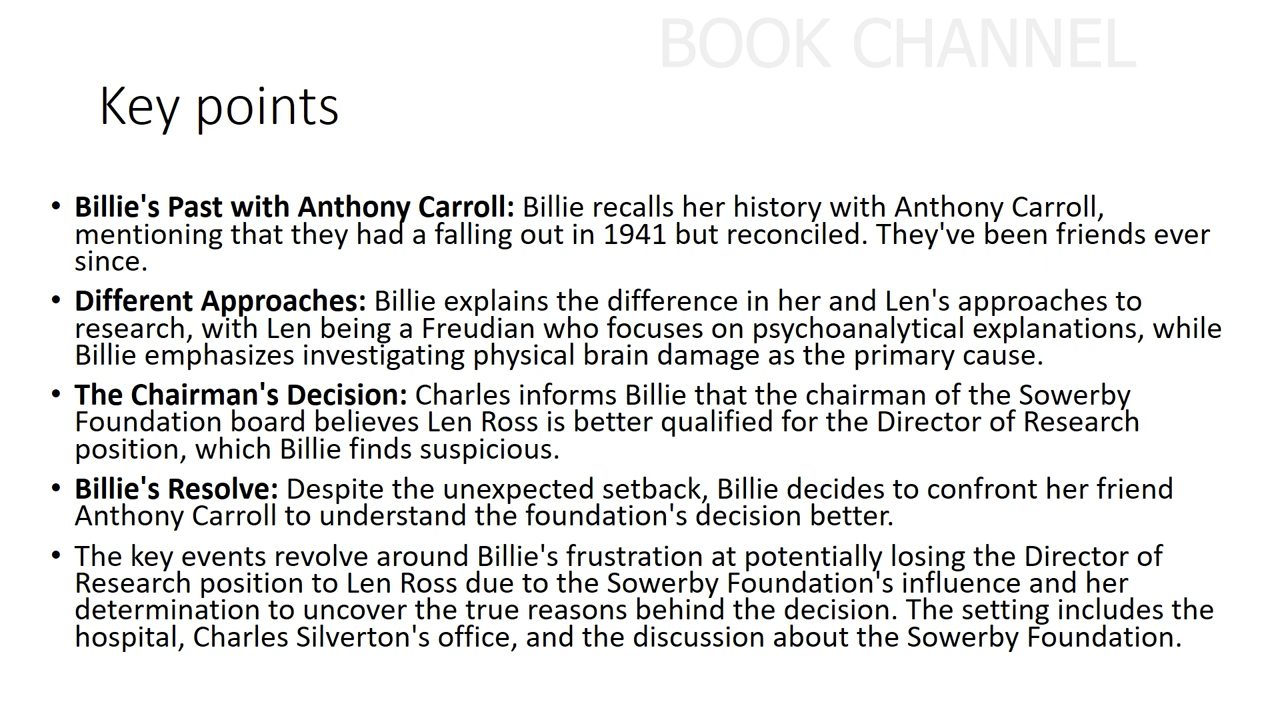 BOOK CHANNEL
Key points
• Billie's Past with Anthony Carroll: Billie recalls her history with Anthony Carroll,
mentioning that they had a falling out in 1941 but reconciled. They've been friends ever
since.
• Different Approaches: Billie explains the difference in her and Len's approaches to
research, with Len being a Freudian who focuses on psychoanalytical explanations, while
Billie emphasizes investigating physical brain damage as the primary cause.
• The Chairman's Decision: Charles informs Billie that the chairman of the Sowerby
Foundation board believes Len Ross is better qualified for the Director of Research
position, which Billie finds suspicious.
• Billie's Resolve: Despite the unexpected setback, Billie decides to confront her friend
Anthony Carroll to understand the foundation's decision better.
• The key events revolve around Billie's frustration at potentially losing the Director of
Research position to Len Ross due to the Sowerby Foundation's influence and her
determination to uncover the true reasons behind the decision. The setting includes the
hospital, Charles Silverton's office, and the discussion about the Sowerby Foundation.